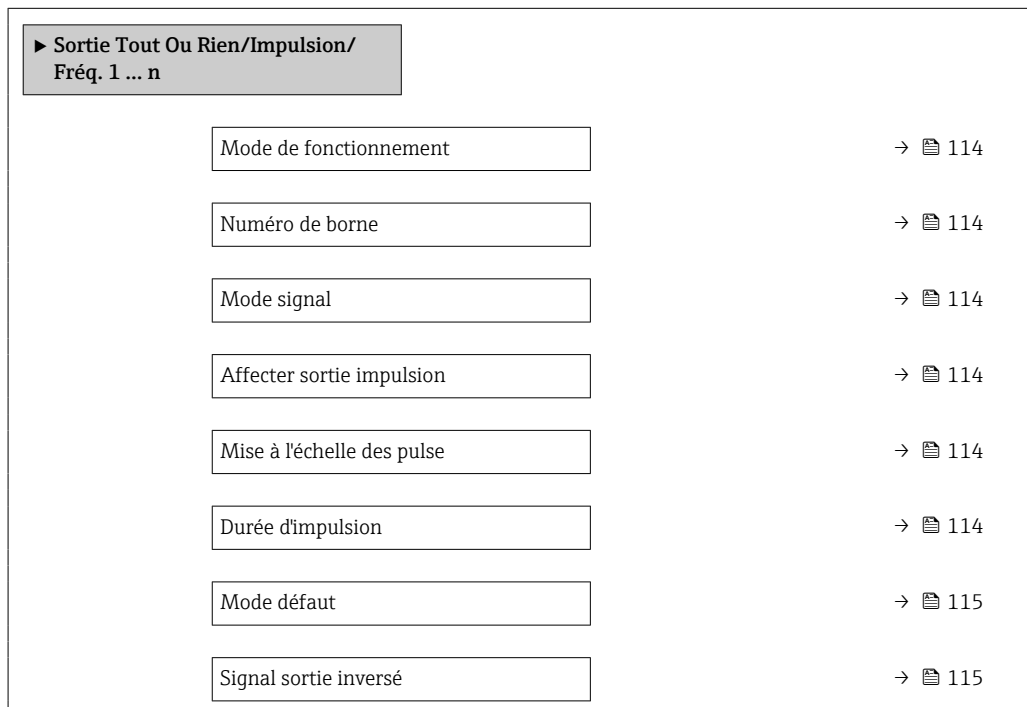 ► Sortie Tout Ou Rien/Impulsion/
Fréq. 1 ... n
Mode de fonctionnement → 114
Numéro de borne → 114
Mode signal → 114
Affecter sortie impulsion → 114
Mise à l'échelle des pulse → 114
Durée d'impulsion → 114
Mode défaut → 115
Signal sortie inversé → 115